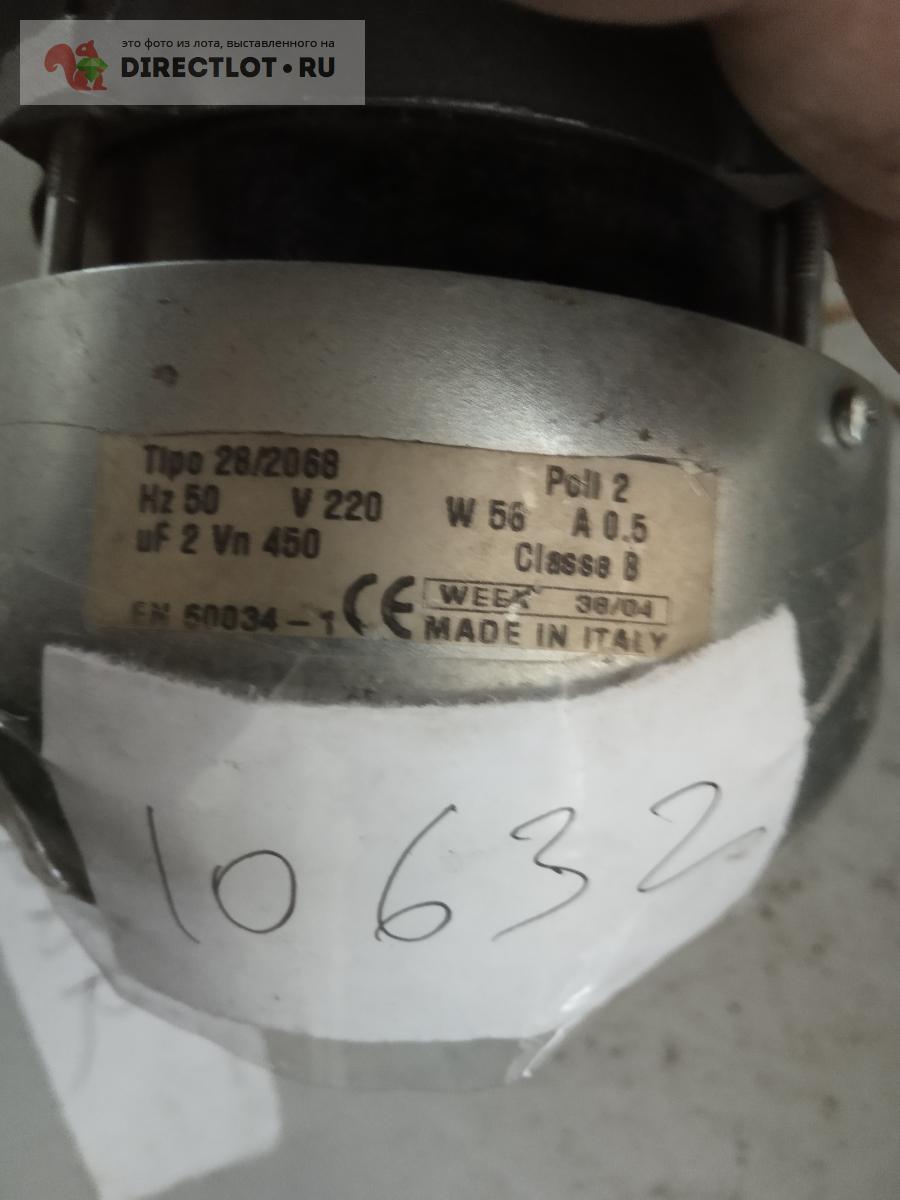 это фото из лота, выставленного на
DIRECTLOT•RU
Tipo 28/2068 Poli 2
Hz 50 V 220 W 56 A 0.5
uF 2 Vn 450 Classe B
EN 60034-1 CE WEEK 38/04
MADE IN ITALY
10632